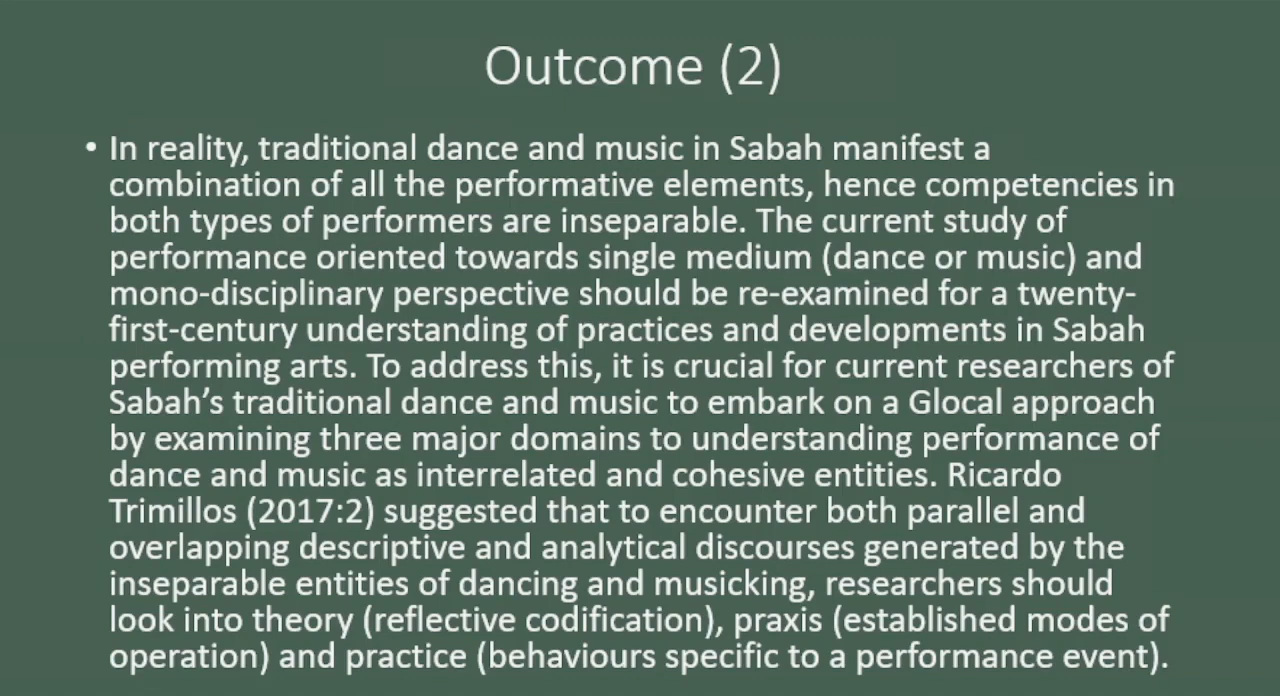 Outcome (2)
• In reality, traditional dance and music in Sabah manifest a
combination of all the performative elements, hence competencies in
both types of performers are inseparable. The current study of
performance oriented towards single medium (dance or music) and
mono-disciplinary perspective should be re-examined for a twenty-
first-century understanding of practices and developments in Sabah
performing arts. To address this, it is crucial for current researchers of
Sabah’s traditional dance and music to embark on a Glocal approach
by examining three major domains to understanding performance of
dance and music as interrelated and cohesive entities. Ricardo
Trimillos (2017:2) suggested that to encounter both parallel and
overlapping descriptive and analytical discourses generated by the
inseparable entities of dancing and musicking, researchers should
look into theory (reflective codification), praxis (established modes of
operation) and practice (behaviours specific to a performance event).